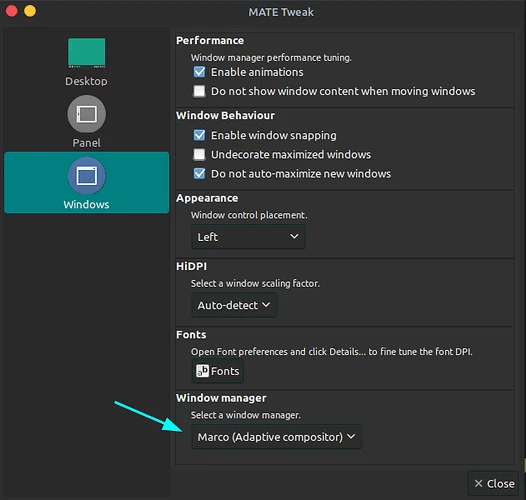 MATE Tweak
Desktop
Panel
Windows
Performance
Window manager performance tuning.
Enable animations
Do not show window content when moving windows
Window Behaviour
Enable window snapping
Undecorate maximized windows
Do not auto-maximize new windows
Appearance
Window control placement.
Left
HiDPI
Select a window scaling factor.
Auto-detect
Fonts
Open Font preferences and click Details... to fine tune the font DPI.
ab Fonts
Window manager
Select a window manager.
Marco (Adaptive compositor)
Close